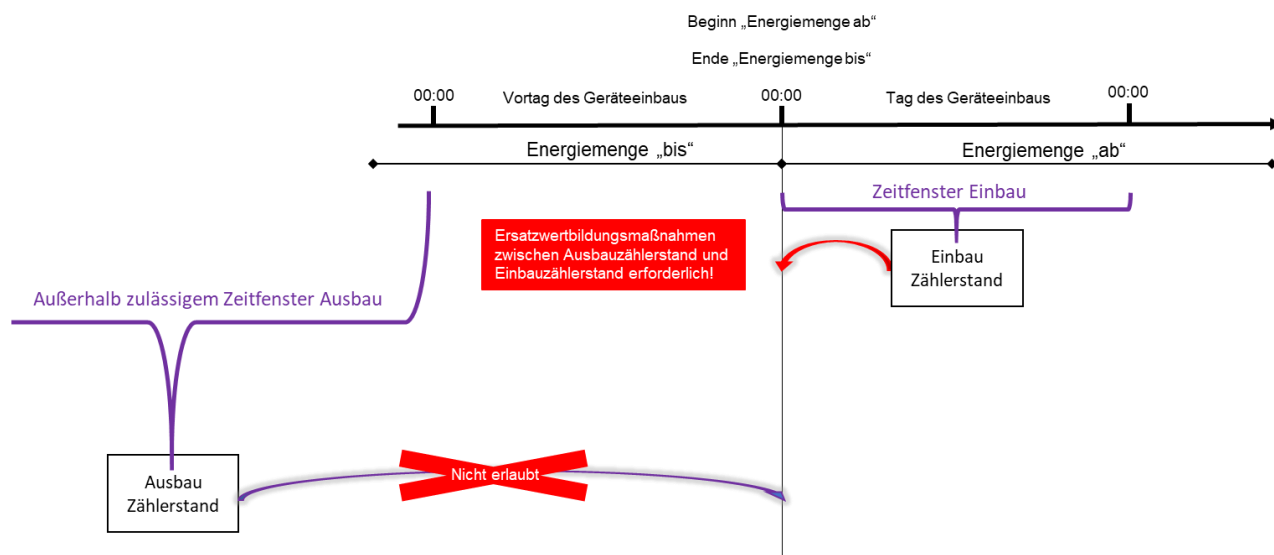 Beginn „Energiemenge ab“
Ende „Energiemenge bis“
00:00
Vortag des Geräteeinbaus
00:00
Tag des Geräteeinbaus
00:00
Energiemenge „bis“
Energiemenge „ab“
Zeitfenster Einbau
Ersatzwertbildungsmaßnahmen
zwischen Ausbauzählerstand und
Einbauzählerstand erforderlich!
Einbau
Zählerstand
Außerhalb zulässigem Zeitfenster Ausbau
Nicht erlaubt
Ausbau
Zählerstand